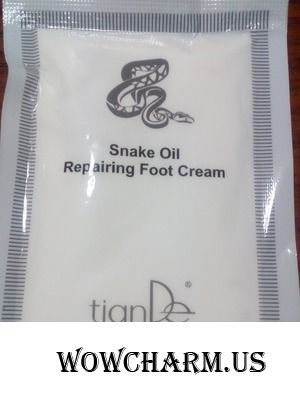 Snake Oil
Repairing Foot Cream
tianDe®
WOWCHARM.US